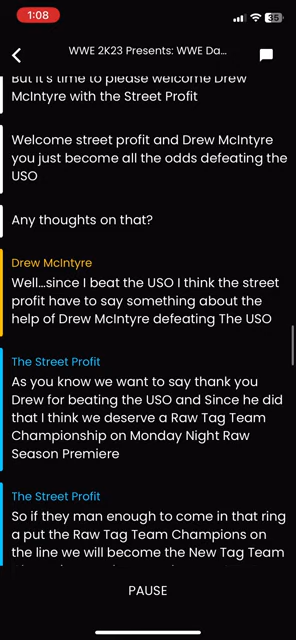 1:08
35
WWE 2K23 Presents: WWE Da...
But it's time to please welcome Drew
McIntyre with the Street Profit
Welcome street profit and Drew McIntyre
you just become all the odds defeating the
USO
Any thoughts on that?
Drew McIntyre
Well...since I beat the USO I think the street
profit have to say something about the
help of Drew McIntyre defeating The USO
The Street Profit
As you know we want to say thank you
Drew for beating the USO and Since he did
that I think we deserve a Raw Tag Team
Championship on Monday Night Raw
Season Premiere
The Street Profit
So if they man enough to come in that ring
a put the Raw Tag Team Champions on
the line we will become the New Tag Team
PAUSE